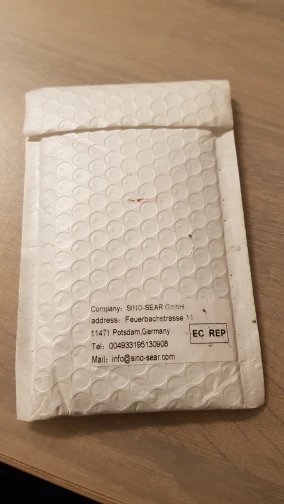 Company: SINO-SEAR GmbH
address: Feuerbachstrasse 11
11471 Potsdam,Germany
EC REP
Tel: 004933195130908
Mail: info@sino-sear.com